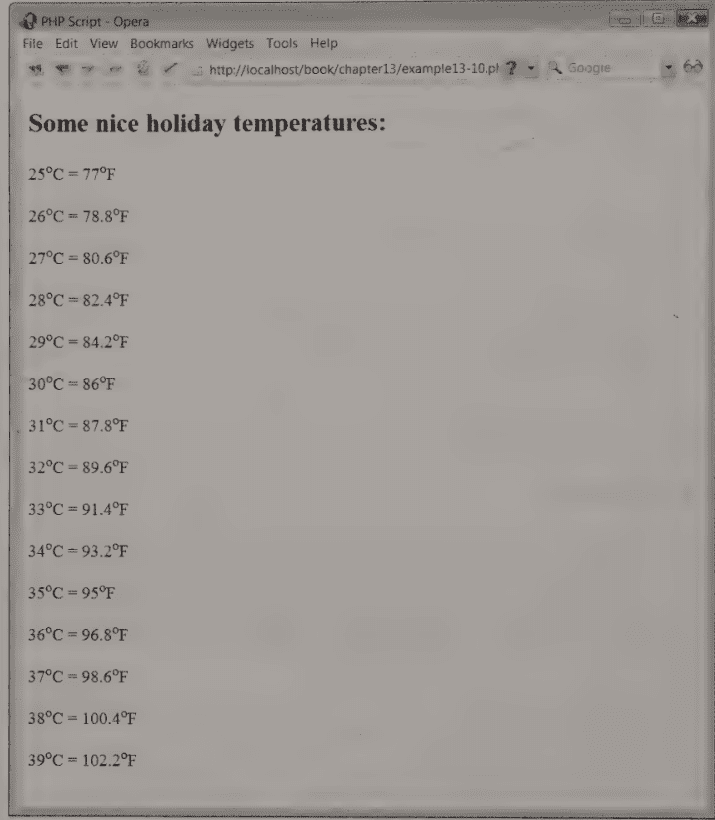 PHP Script - Opera
File Edit View Bookmarks Widgets Tools Help
http://localhost/book/chapter13/example13-10.pl ? Google
Some nice holiday temperatures:
25°C = 77°F
26°C = 78.8°F
27°C = 80.6°F
28°C = 82.4°F
29°C = 84.2°F
30°C = 86°F
31°C = 87.8°F
32°C = 89.6°F
33°C = 91.4°F
34°C = 93.2°F
35°C = 95°F
36°C = 96.8°F
37°C = 98.6°F
38°C = 100.4°F
39°C = 102.2°F